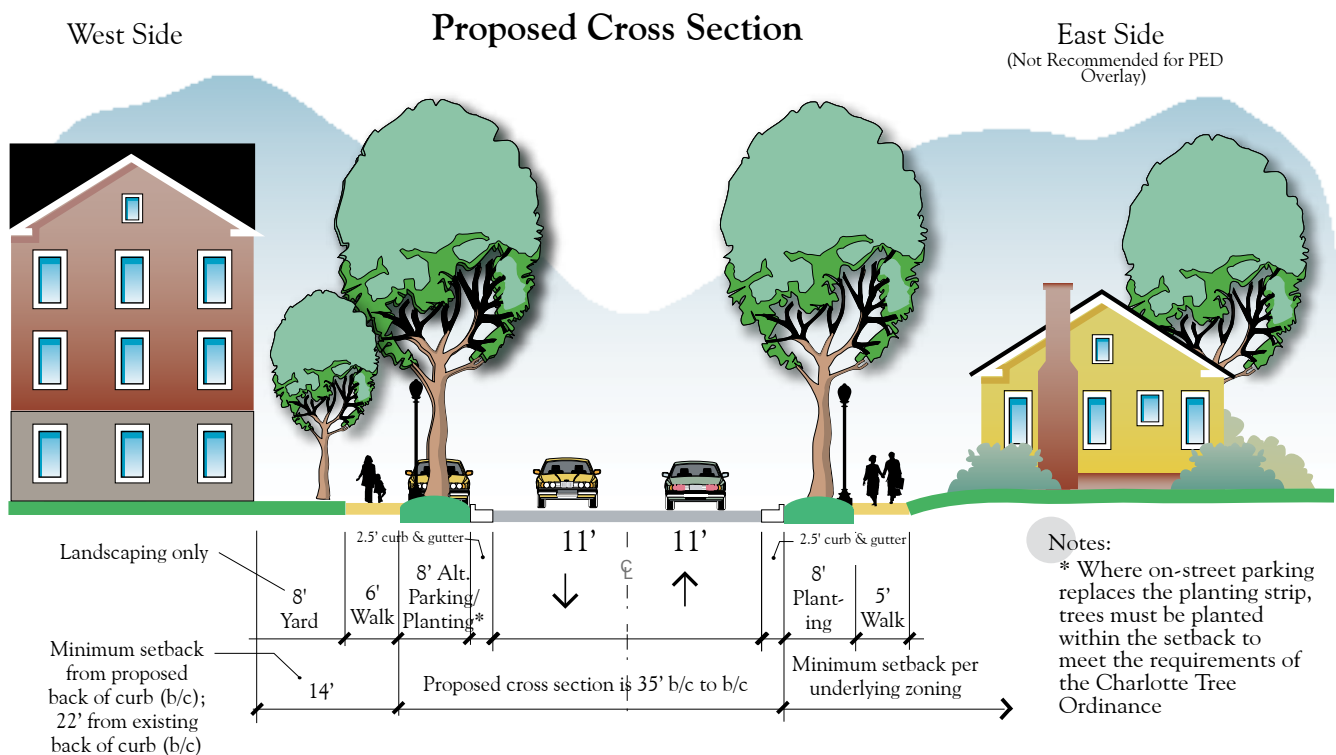 West Side
Proposed Cross Section
East Side
(Not Recommended for PED
Overlay)
Landscaping only
8'
Yard
6'
Walk
2.5' curb & gutter
8’ Alt.
Parking/
Planting*
11’
℄
11’
2.5' curb & gutter
8'
Plant-
ing
5'
Walk
Minimum setback
from proposed
back of curb (b/c);
22’ from existing
back of curb (b/c)
14’
Proposed cross section is 35’ b/c to b/c
Minimum setback per
underlying zoning
Notes:
* Where on-street parking
replaces the planting strip,
trees must be planted
within the setback to
meet the requirements of
the Charlotte Tree
Ordinance